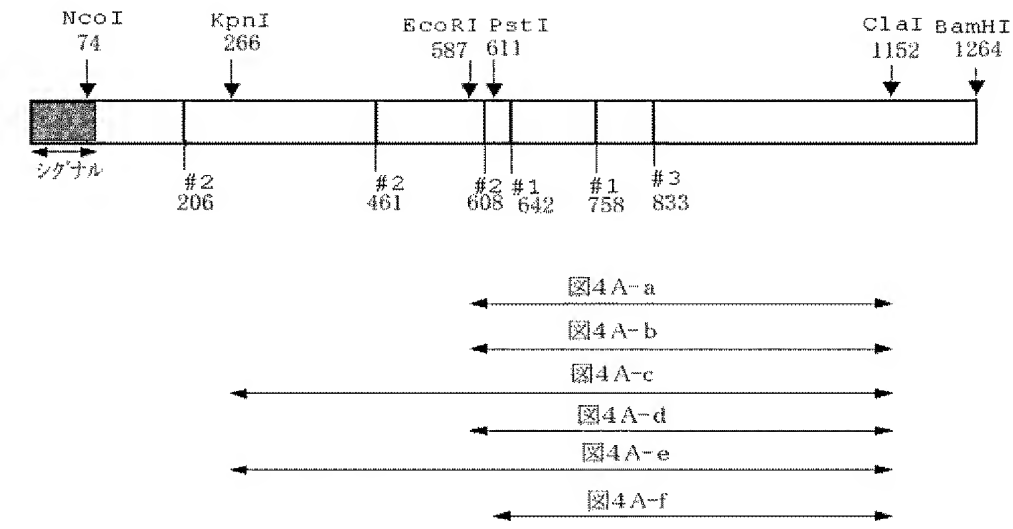 NcoI KpnI EcoRI PstI ClaI BamHI
74 266 587 611 1152 1264
シグナル
#2 #2 #2 #1 #1 #3
206 461 608 642 758 833
図4A-a
図4A-b
図4A-c
図4A-d
図4A-e
図4A-f